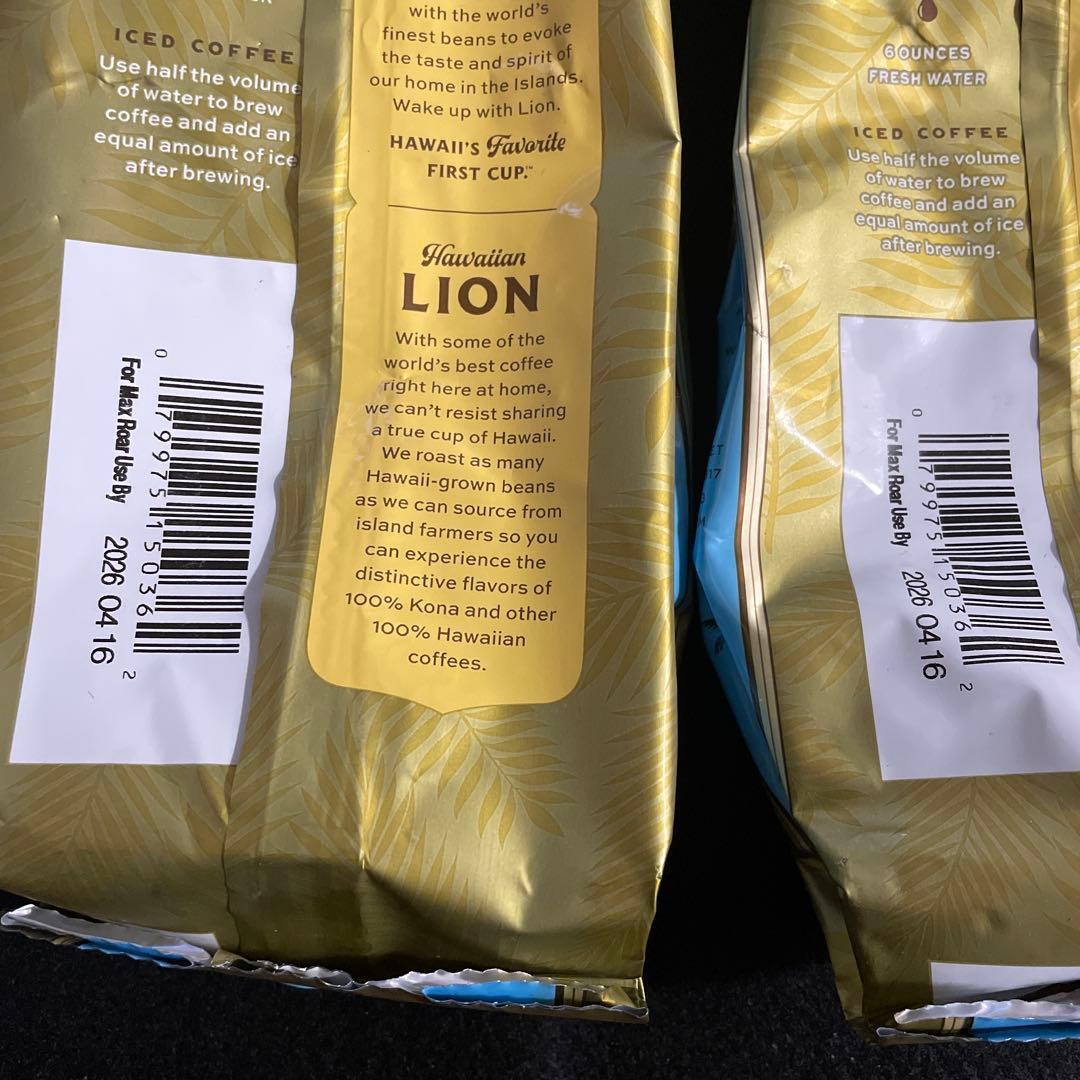 ICED COFFEE
Use half the volume
of water to brew
coffee and add an
equal amount of ice
after brewing.
0 79975 15036 2
For Max Roar Use By 2026 04 16
with the world's
finest beans to evoke
the taste and spirit of
our home in the Islands.
Wake up with Lion.
HAWAII'S Favorite
FIRST CUP.™
Hawaiian
LION
With some of the
world's best coffee
right here at home,
we can't resist sharing
a true cup of Hawaii.
We roast as many
Hawaii-grown beans
as we can source from
island farmers so you
can experience the
distinctive flavors of
100% Kona and other
100% Hawaiian
coffees.
6 OUNCES
FRESH WATER
ICED COFFEE
Use half the volume
of water to brew
coffee and add an
equal amount of ice
after brewing.
0 79975 15036 2
For Max Roar Use By 2026 04 16